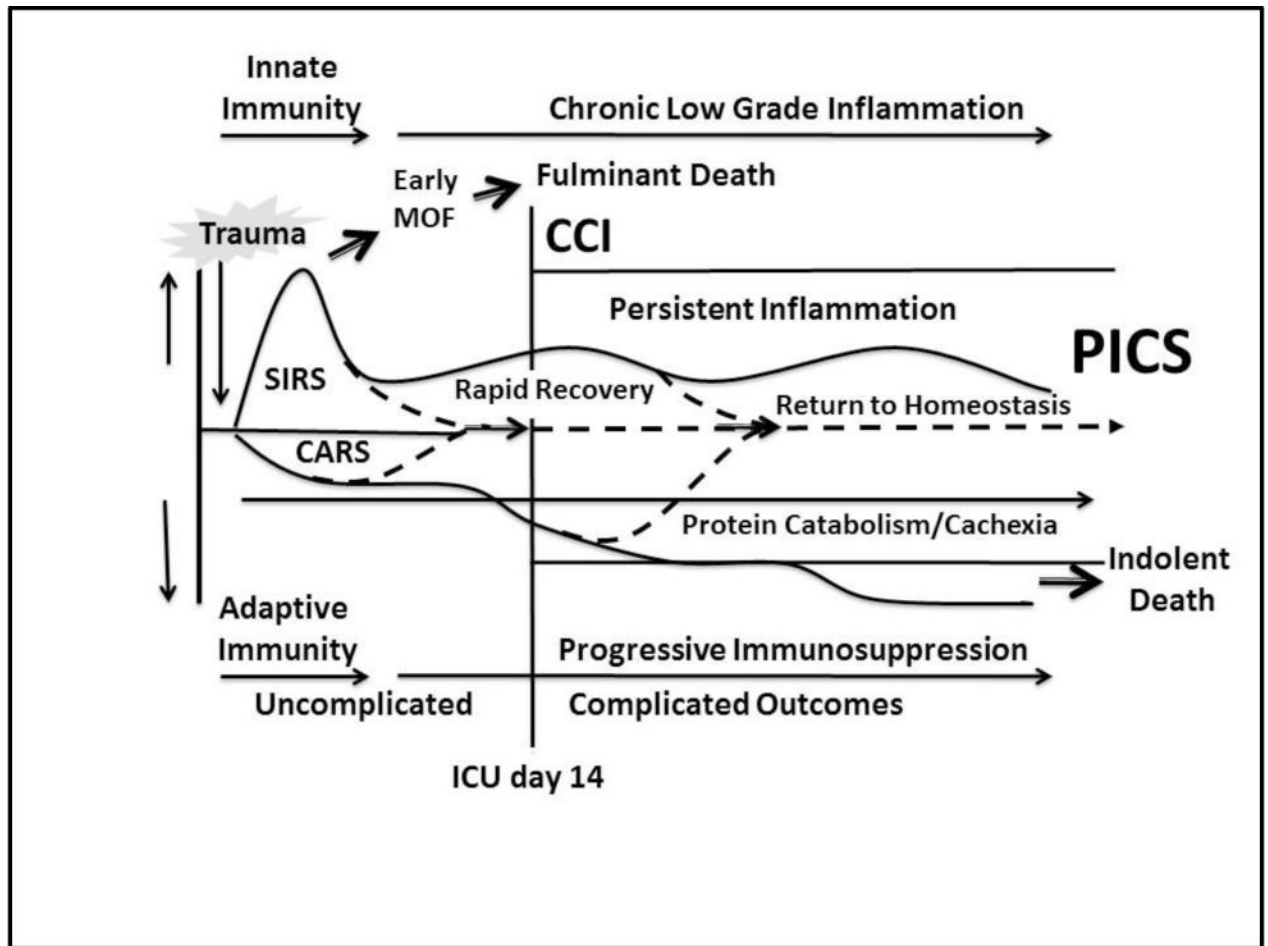 Innate
Immunity
Chronic Low Grade Inflammation
Early
MOF
Fulminant Death
Trauma
CCI
Persistent Inflammation
PICS
SIRS
Rapid Recovery
Return to Homeostasis
CARS
Protein Catabolism/Cachexia
Indolent
Death
Adaptive
Immunity
Progressive Immunosuppression
Uncomplicated
Complicated Outcomes
ICU day 14